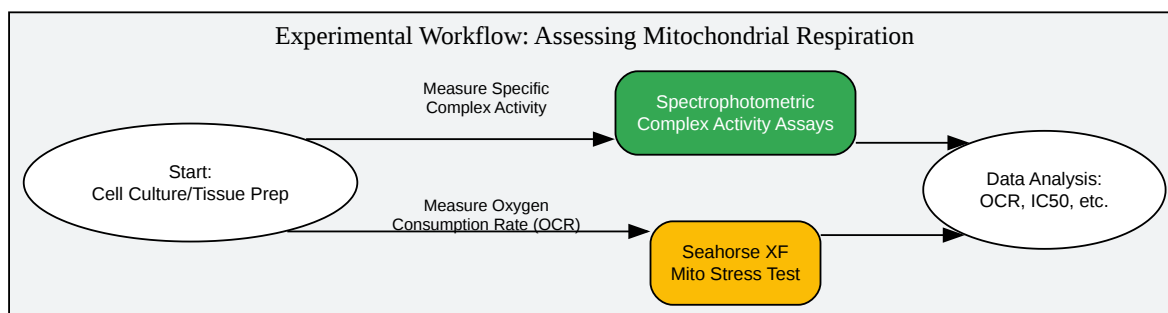 Experimental Workflow: Assessing Mitochondrial Respiration
Measure Specific
Complex Activity
Spectrophotometric
Complex Activity Assays
Start:
Cell Culture/Tissue Prep
Data Analysis:
OCR, IC50, etc.
Measure Oxygen
Consumption Rate (OCR)
Seahorse XF
Mito Stress Test